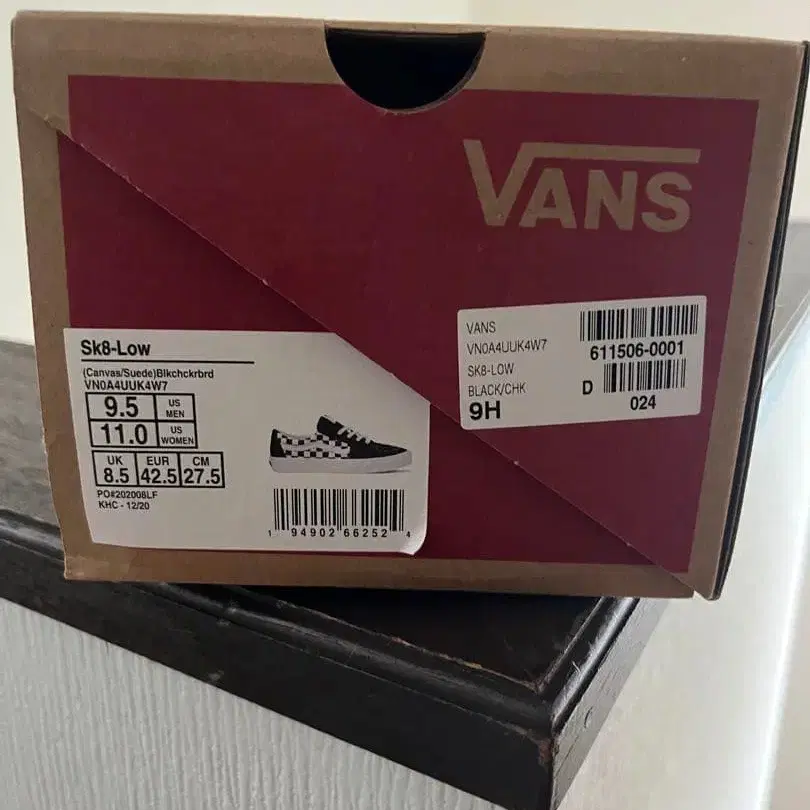 VANS
VANS
VN0A4UUK4W7
SK8-LOW
BLACK/CHK
9H
611506-0001
D
024
Sk8-Low
(Canvas/Suede)Blkchckrbrd
VN0A4UUK4W7
9.5 US MEN
11.0 US WOMEN
UK EUR CM
8.5 42.5 27.5
PO#202008LF
KHC - 12/20
1 94902 66252 4